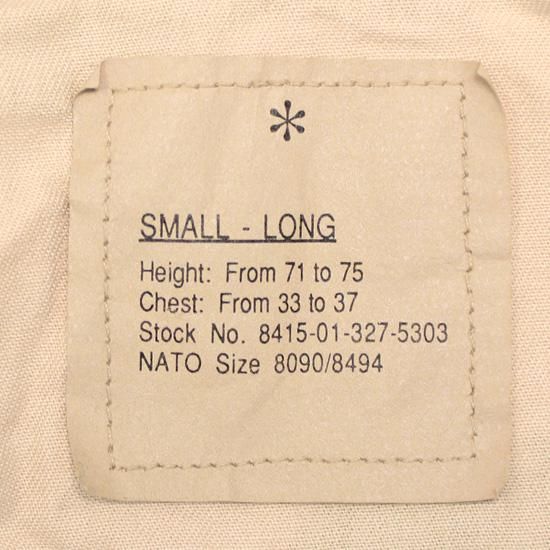 *
SMALL - LONG
Height: From 71 to 75
Chest: From 33 to 37
Stock No. 8415-01-327-5303
NATO Size 8090/8494